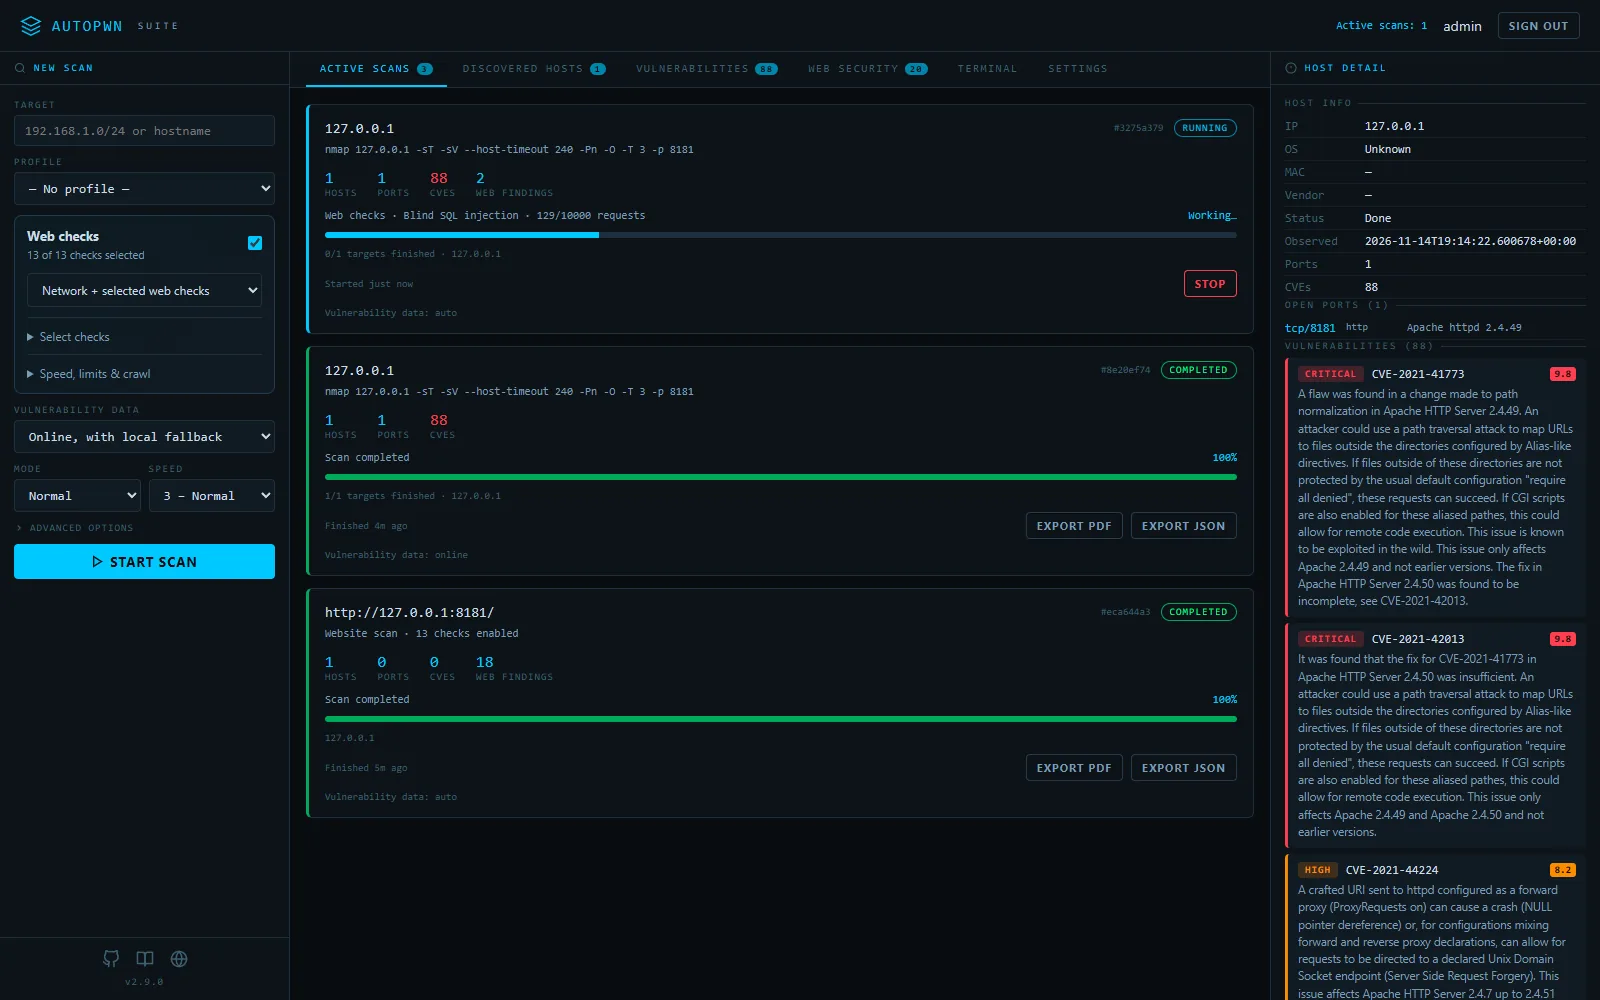 AUTOPWN SUITE
Active scans: 1
admin
SIGN OUT
NEW SCAN
TARGET
192.168.1.0/24 or hostname
PROFILE
— No profile —
Web checks
13 of 13 checks selected
Network + selected web checks
Select checks
Speed, limits & crawl
VULNERABILITY DATA
Online, with local fallback
MODE
SPEED
Normal
3 — Normal
ADVANCED OPTIONS
START SCAN
v2.9.0
ACTIVE SCANS 3
DISCOVERED HOSTS 1
VULNERABILITIES 88
WEB SECURITY 20
TERMINAL
SETTINGS
127.0.0.1
#3275a379
RUNNING
nmap 127.0.0.1 -sT -sV --host-timeout 240 -Pn -O -T 3 -p 8181
1 1 88 2
HOSTS PORTS CVES WEB FINDINGS
Web checks · Blind SQL injection · 129/10000 requests
Working…
0/1 targets finished · 127.0.0.1
Started just now
STOP
Vulnerability data: auto
127.0.0.1
#8e20ef74
COMPLETED
nmap 127.0.0.1 -sT -sV --host-timeout 240 -Pn -O -T 3 -p 8181
1 1 88
HOSTS PORTS CVES
Scan completed
100%
1/1 targets finished · 127.0.0.1
Finished 4m ago
EXPORT PDF
EXPORT JSON
Vulnerability data: online
http://127.0.0.1:8181/
#eca644a3
COMPLETED
Website scan · 13 checks enabled
1 0 0 18
HOSTS PORTS CVES WEB FINDINGS
Scan completed
100%
127.0.0.1
Finished 5m ago
EXPORT PDF
EXPORT JSON
Vulnerability data: auto
HOST DETAIL
HOST INFO
IP 127.0.0.1
OS Unknown
MAC —
Vendor —
Status Done
Observed 2026-11-14T19:14:22.600678+00:00
Ports 1
CVEs 88
OPEN PORTS (1)
tcp/8181 http Apache httpd 2.4.49
VULNERABILITIES (88)
CRITICAL CVE-2021-41773 9.8
A flaw was found in a change made to path
normalization in Apache HTTP Server 2.4.49. An
attacker could use a path traversal attack to map URLs
to files outside the directories configured by Alias-like
directives. If files outside of these directories are not
protected by the usual default configuration "require
all denied", these requests can succeed. If CGI scripts
are also enabled for these aliased pathes, this could
allow for remote code execution. This issue is known
to be exploited in the wild. This issue only affects
Apache 2.4.49 and not earlier versions. The fix in
Apache HTTP Server 2.4.50 was found to be
incomplete, see CVE-2021-42013.
CRITICAL CVE-2021-42013 9.8
It was found that the fix for CVE-2021-41773 in
Apache HTTP Server 2.4.50 was insufficient. An
attacker could use a path traversal attack to map URLs
to files outside the directories configured by Alias-like
directives. If files outside of these directories are not
protected by the usual default configuration "require
all denied", these requests can succeed. If CGI scripts
are also enabled for these aliased pathes, this could
allow for remote code execution. This issue only
affects Apache 2.4.49 and Apache 2.4.50 and not
earlier versions.
HIGH CVE-2021-44224 8.2
A crafted URI sent to httpd configured as a forward
proxy (ProxyRequests on) can cause a crash (NULL
pointer dereference) or, for configurations mixing
forward and reverse proxy declarations, can allow for
requests to be directed to a declared Unix Domain
Socket endpoint (Server Side Request Forgery). This
issue affects Apache HTTP Server 2.4.7 up to 2.4.51